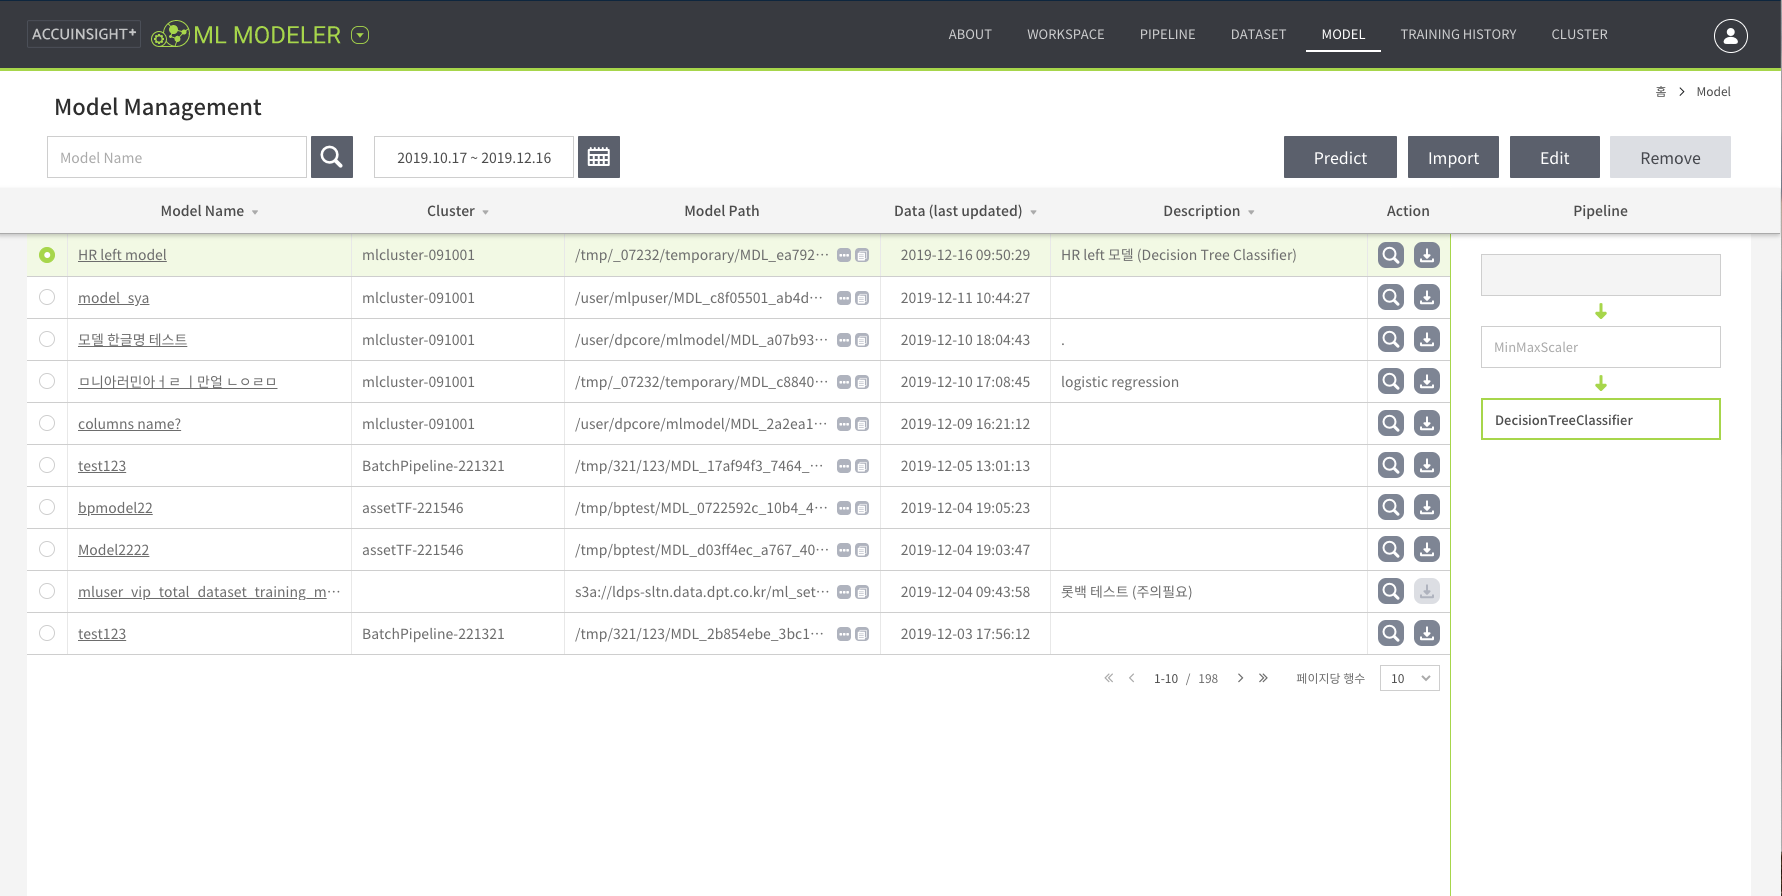 ACCUINSIGHT+ ML MODELER ABOUT WORKSPACE PIPELINE DATASET MODEL TRAINING HISTORY CLUSTER
홈 > Model
Model Management
Model Name 2019.10.17 ~ 2019.12.16 Predict Import Edit Remove
Model Name Cluster Model Path Data (last updated) Description Action Pipeline
HR left model mlcluster-091001 /tmp/_07232/temporary/MDL_ea792··· 2019-12-16 09:50:29 HR left 모델 (Decision Tree Classifier)
model_sya mlcluster-091001 /user/mlpuser/MDL_c8f05501_ab4d··· 2019-12-11 10:44:27
모델 한글명 테스트 mlcluster-091001 /user/dpcore/mlmodel/MDL_a07b93··· 2019-12-10 18:04:43 .
MinMaxScaler
ㅁ니아러민아ㅓㄹ ㅣ만얼 ㄴㅇㄹㅁ mlcluster-091001 /tmp/_07232/temporary/MDL_c8840··· 2019-12-10 17:08:45 logistic regression
columns name? mlcluster-091001 /user/dpcore/mlmodel/MDL_2a2ea1··· 2019-12-09 16:21:12
DecisionTreeClassifier
test123 BatchPipeline-221321 /tmp/321/123/MDL_17af94f3_7464_··· 2019-12-05 13:01:13
bpmodel22 assetTF-221546 /tmp/bptest/MDL_0722592c_10b4_4··· 2019-12-04 19:05:23
Model2222 assetTF-221546 /tmp/bptest/MDL_d03ff4ec_a767_40··· 2019-12-04 19:03:47
mluser_vip_total_dataset_training_m··· s3a://ldps-sltn.data.dpt.co.kr/ml_set··· 2019-12-04 09:43:58 롯백 테스트 (주의필요)
test123 BatchPipeline-221321 /tmp/321/123/MDL_2b854ebe_3bc1··· 2019-12-03 17:56:12
1-10 / 198 페이지당 행수 10